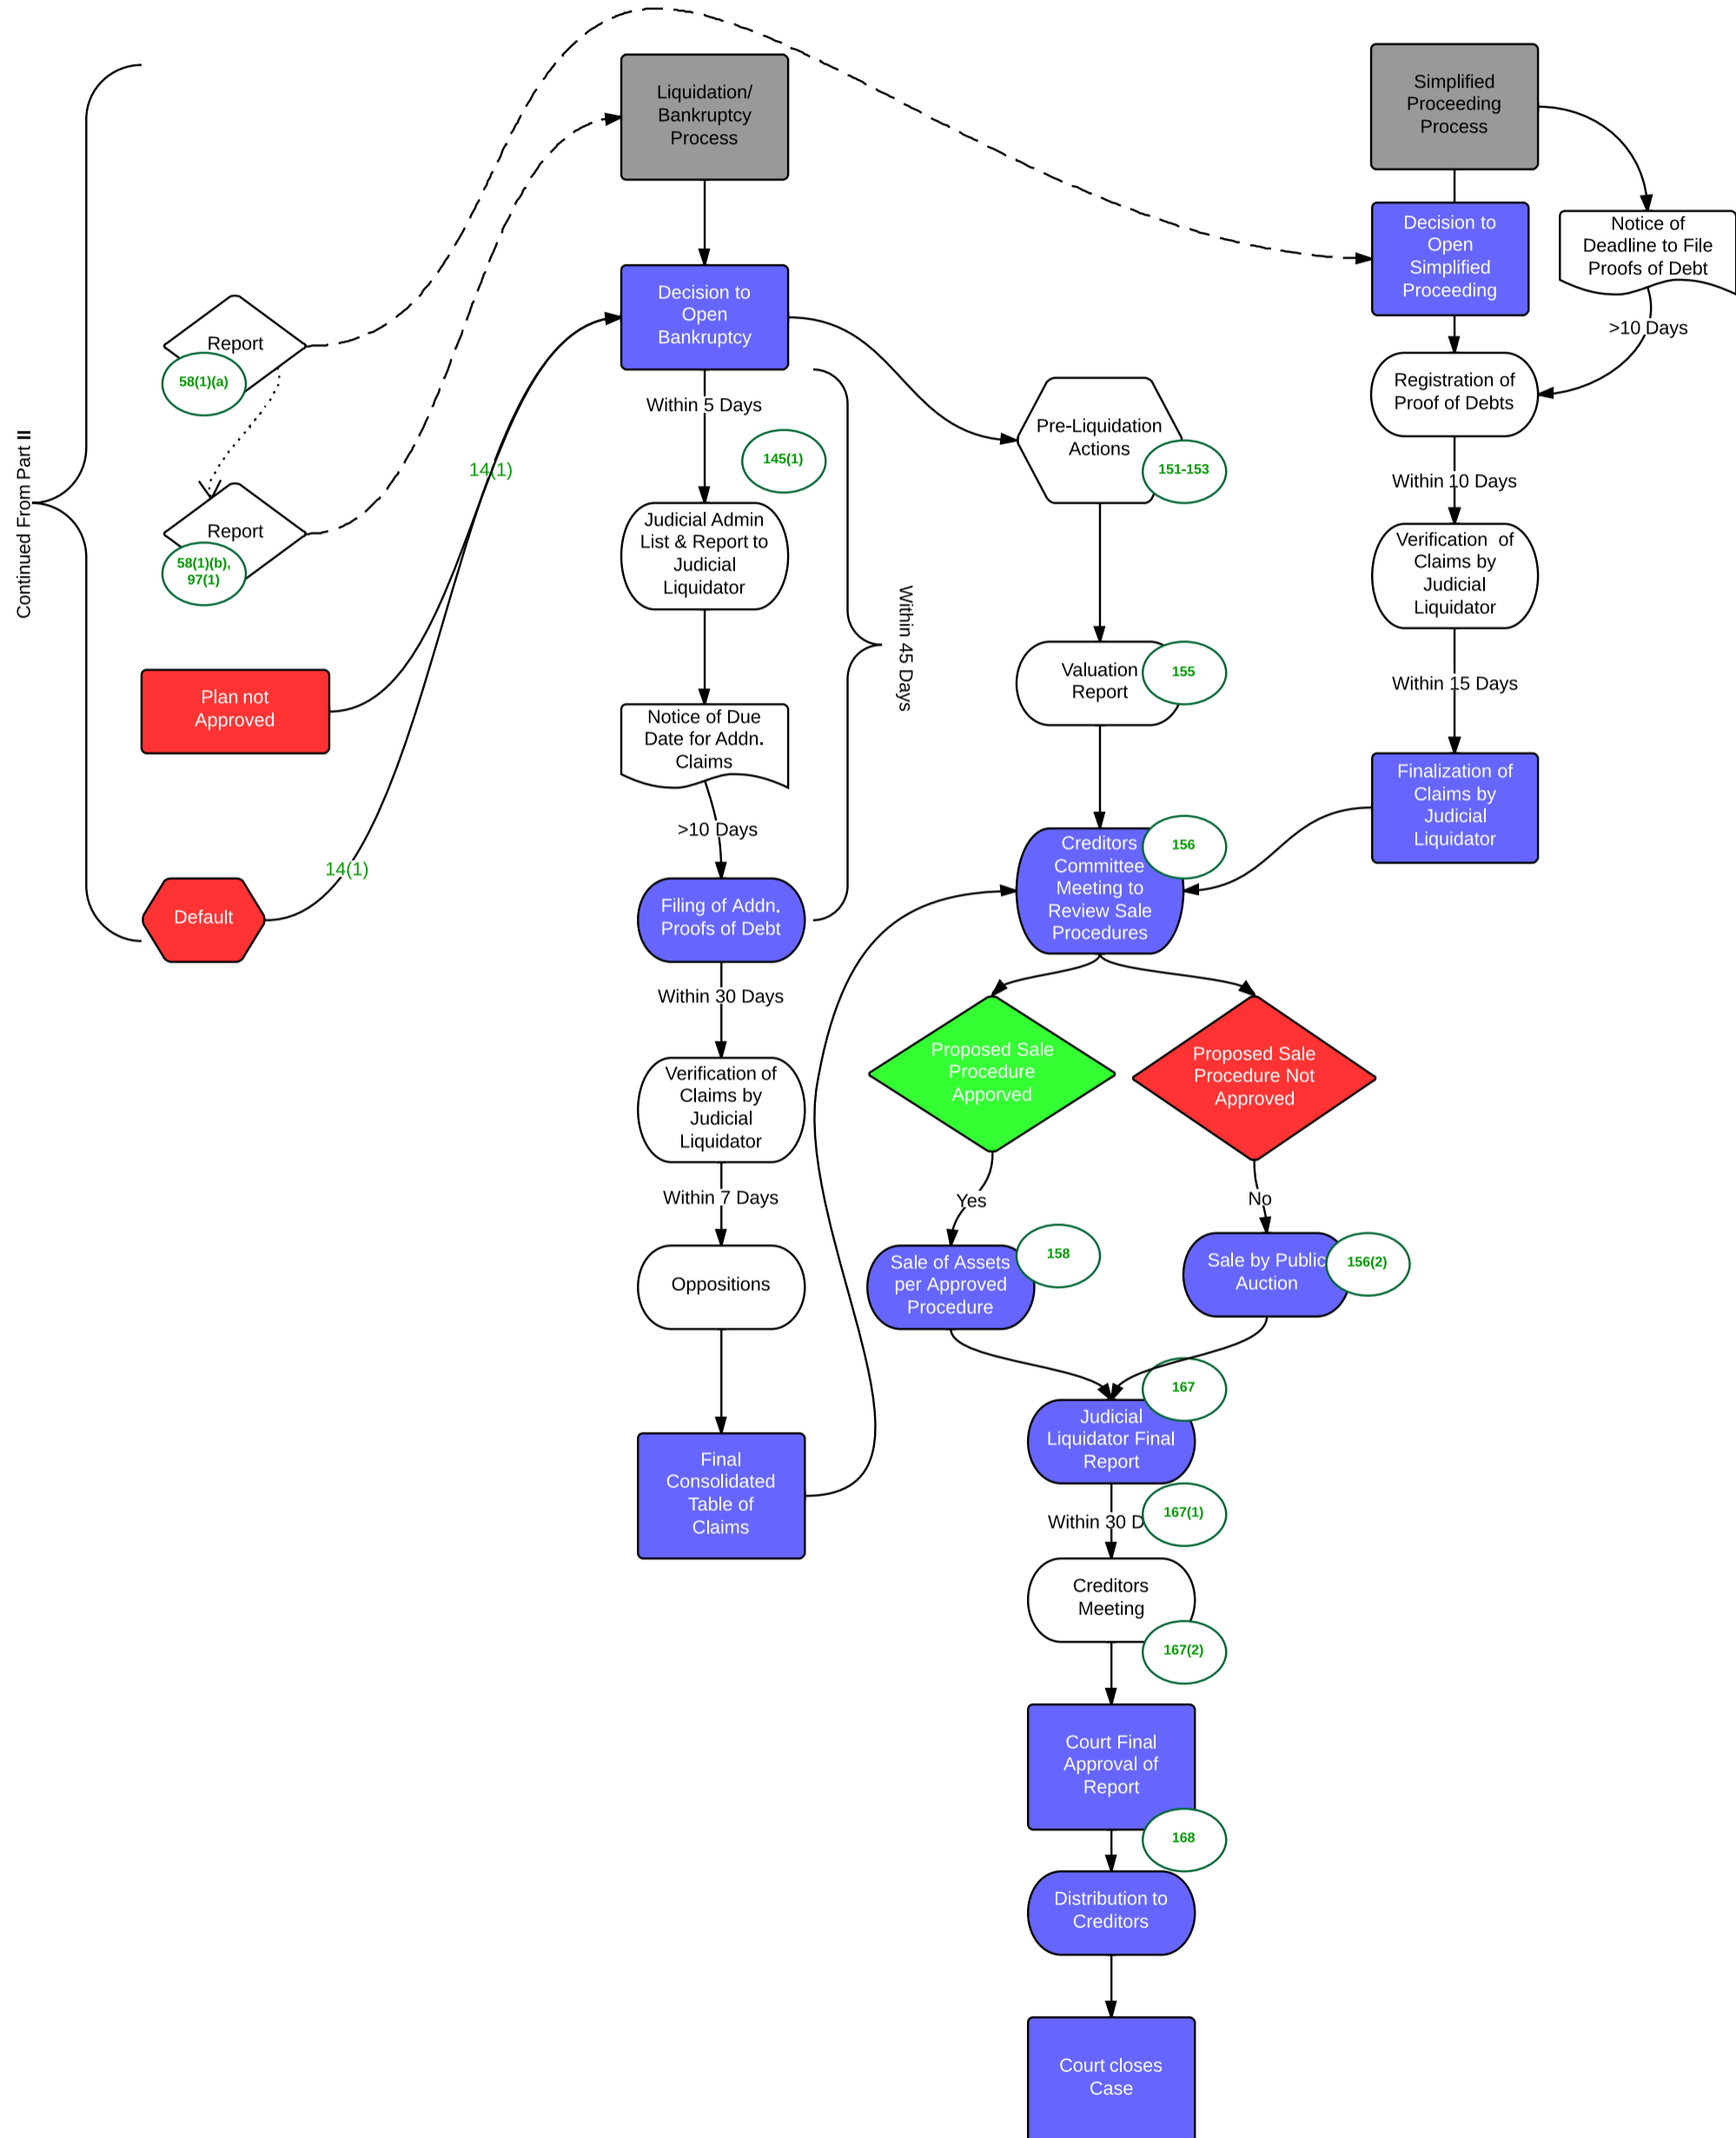 Continued From Part II
Report
58(1)(a)
Report
58(1)(b),
97(1)
Plan not
Approved
Default
14(1)
14(1)
Liquidation/
Bankruptcy
Process
Decision to
Open
Bankruptcy
Within 5 Days
145(1)
Judicial Admin
List & Report to
Judicial
Liquidator
Notice of Due
Date for Addn.
Claims
>10 Days
Filing of Addn.
Proofs of Debt
Within 45 Days
Within 30 Days
Verification of
Claims by
Judicial
Liquidator
Within 7 Days
Oppositions
Final
Consolidated
Table of
Claims
Pre-Liquidation
Actions
151-153
Valuation
Report
155
Creditors
Committee
Meeting to
Review Sale
Procedures
156
Proposed Sale
Procedure
Apporved
Proposed Sale
Procedure Not
Approved
Yes
No
Sale of Assets
per Approved
Procedure
158
Sale by Public
Auction
156(2)
167
Judicial
Liquidator Final
Report
Within 30 D
167(1)
Creditors
Meeting
167(2)
Court Final
Approval of
Report
168
Distribution to
Creditors
Court closes
Case
Simplified
Proceeding
Process
Decision to
Open
Simplified
Proceeding
Notice of
Deadline to File
Proofs of Debt
>10 Days
Registration of
Proof of Debts
Within 10 Days
Verification of
Claims by
Judicial
Liquidator
Within 15 Days
Finalization of
Claims by
Judicial
Liquidator